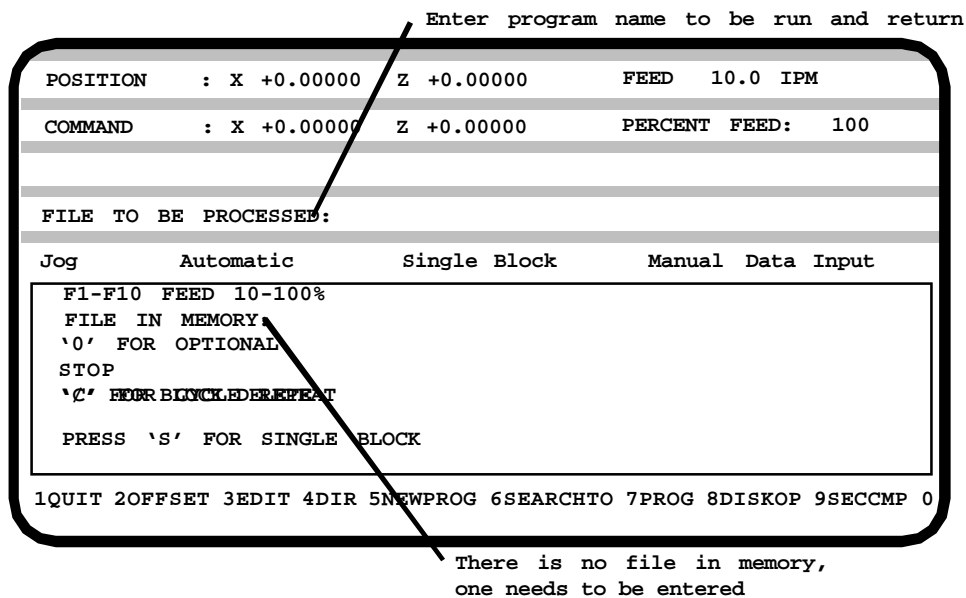 Enter program name to be run and return
POSITION : X +0.00000 Z +0.00000 FEED 10.0 IPM
COMMAND : X +0.00000 Z +0.00000 PERCENT FEED: 100
FILE TO BE PROCESSED:
Jog Automatic Single Block Manual Data Input
F1-F10 FEED 10-100%
FILE IN MEMORY:
‘0’ FOR OPTIONAL
STOP
PRESS ‘S’ FOR SINGLE BLOCK
1QUIT 2OFFSET 3EDIT 4DIR 5NEWPROG 6SEARCHTO 7PROG 8DISKOP 9SECCMP 0
There is no file in memory,
one needs to be entered